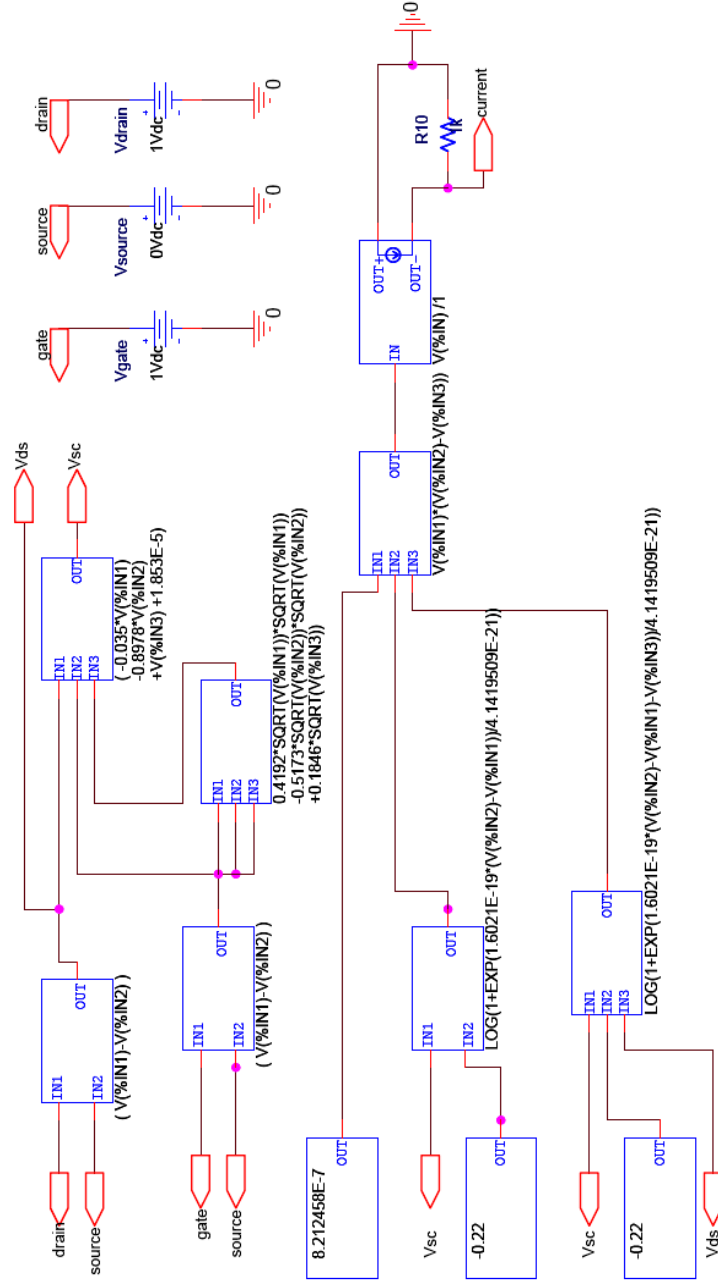 drain
source
IN1
IN2
OUT
( V(%IN1)-V(%IN2) )
Vds
Vsc
IN1
IN2
IN3
OUT
( -0.035*V(%IN1)
-0.8978*V(%IN2)
+V(%IN3) +1.853E-5)
gate
source
IN1
IN2
OUT
( V(%IN1)-V(%IN2) )
IN1
IN2
IN3
OUT
0.4192*SQRT(V(%IN1))*SQRT(V(%IN1))
-0.5173*SQRT(V(%IN2))*SQRT(V(%IN2))
+0.1846*SQRT(V(%IN3))
gate
Vgate
1Vdc
0
source
Vsource
0Vdc
0
drain
Vdrain
1Vdc
0
8.212458E-7
OUT
Vsc
-0.22
OUT
IN1
IN2
OUT
LOG(1+EXP(1.6021E-19*(V(%IN2)-V(%IN1))/4.1419509E-21))
Vsc
-0.22
OUT
Vds
IN1
IN2
IN3
OUT
LOG(1+EXP(1.6021E-19*(V(%IN2)-V(%IN1)-V(%IN3))/4.1419509E-21))
IN1
IN2
IN3
OUT
V(%IN1)*(V(%IN2)-V(%IN3))
IN
OUT+
OUT-
V(%IN) /1
R10
1k
current
0